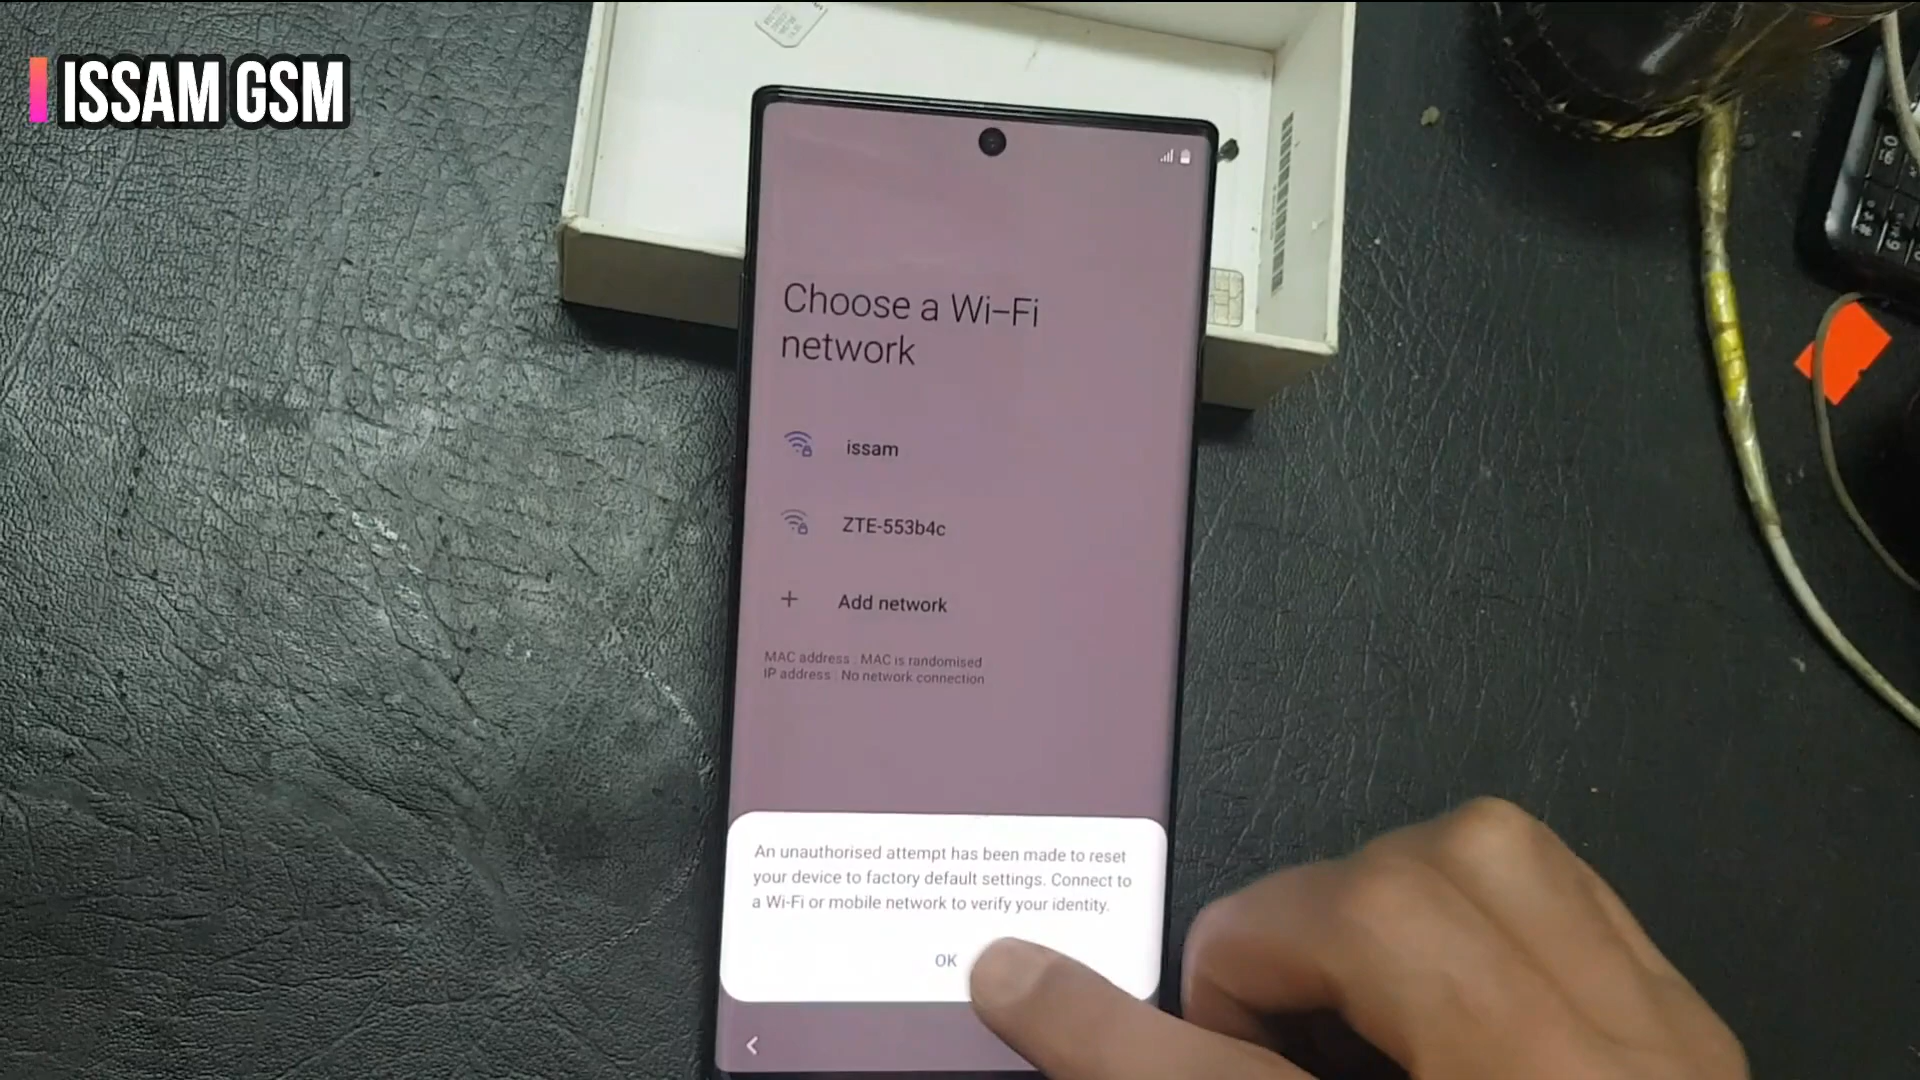 ISSAM GSM
Choose a Wi-Fi
network
issam
ZTE-553b4c
+ Add network
MAC address : MAC is randomised
IP address : No network connection
An unauthorised attempt has been made to reset
your device to factory default settings. Connect to
a Wi-Fi or mobile network to verify your identity.
OK